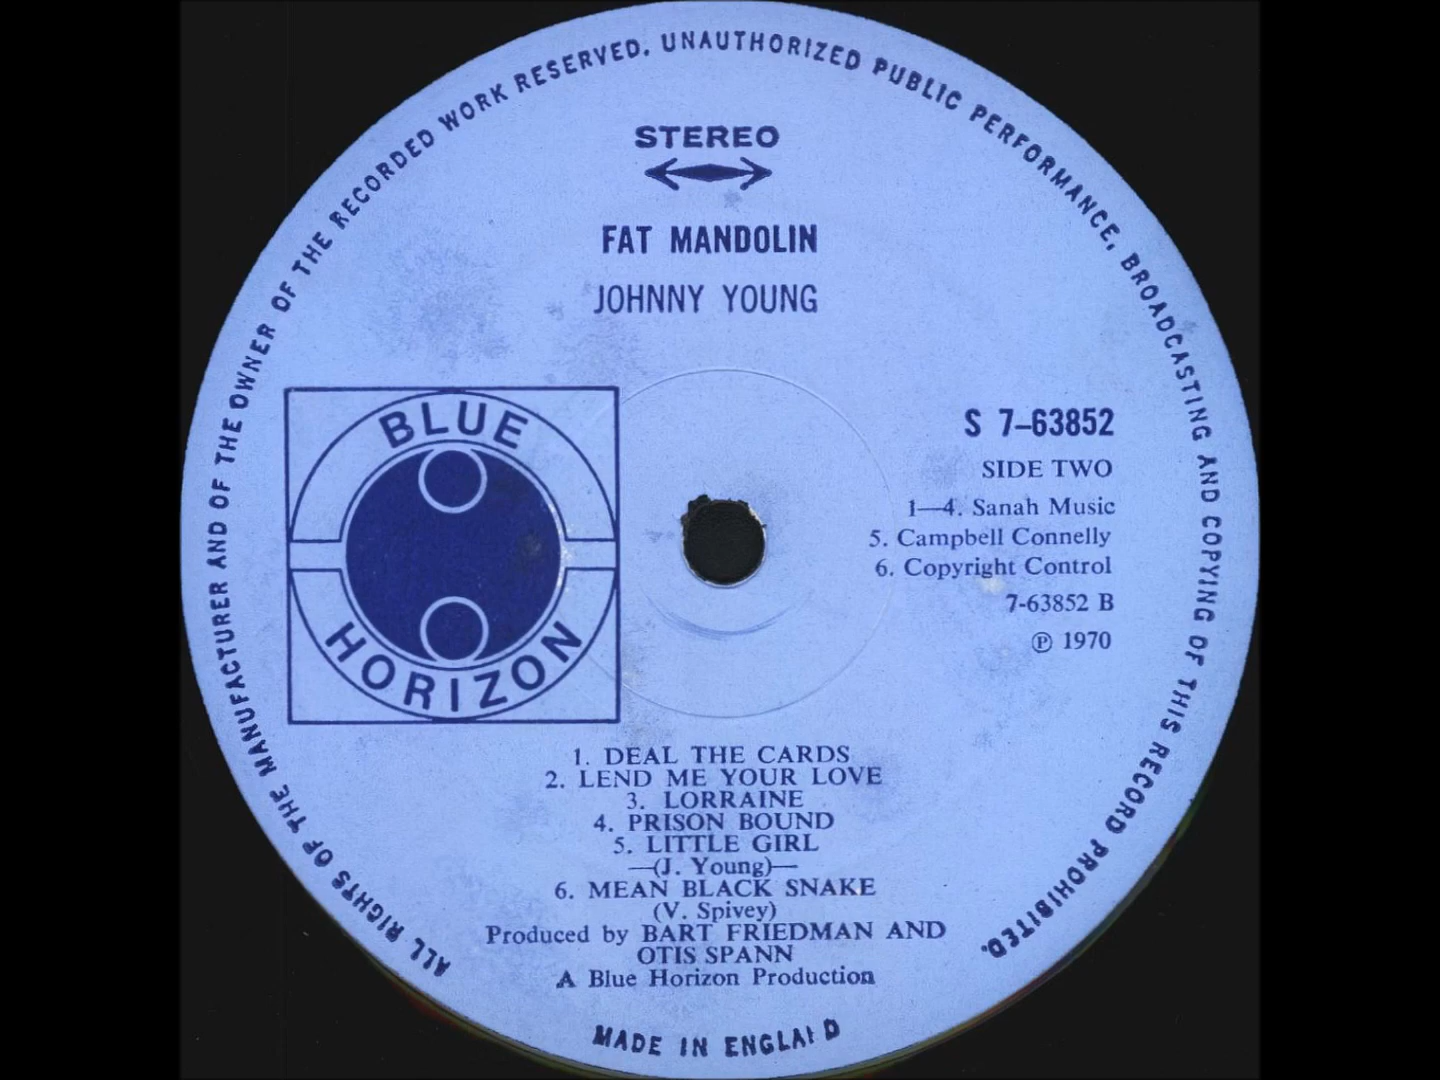 ALL RIGHTS OF THE MANUFACTURER AND OF THE OWNER OF THE RECORDED WORK RESERVED. UNAUTHORIZED PUBLIC PERFORMANCE, BROADCASTING AND COPYING OF THIS RECORD PROHIBITED.
STEREO
FAT MANDOLIN
JOHNNY YOUNG
BLUE
HORIZON
S 7–63852
SIDE TWO
1—4. Sanah Music
5. Campbell Connelly
6. Copyright Control
7-63852 B
Ⓟ 1970
1. DEAL THE CARDS
2. LEND ME YOUR LOVE
3. LORRAINE
4. PRISON BOUND
5. LITTLE GIRL
—(J. Young)—
6. MEAN BLACK SNAKE
(V. Spivey)
Produced by BART FRIEDMAN AND
OTIS SPANN
A Blue Horizon Production
MADE IN ENGLAND